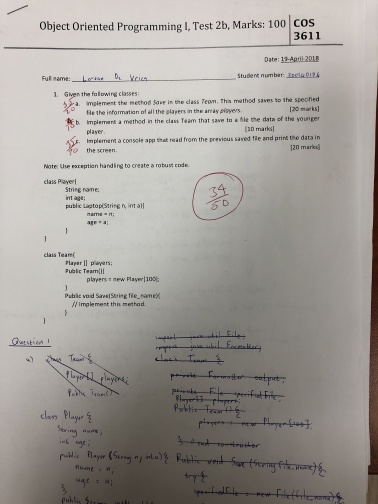 Object Oriented Programming I, Test 2b, Marks: 100
COS
3611
Date: 19-April-2018
Full name: De Vries
Student number:
1. Given the following classes:
a. Implement the method Save in the class Team. This method saves to the specified
file the information of all the players in the array players.
[20 marks]
b. Implement a method in the class Team that save to a file the data of the younger
player.
[10 marks]
c. Implement a console app that read from the previous saved file and print the data in
the screen.
[20 marks]
Note: Use exception handling to create a robust code.
34
50
class Player{
String name;
int age;
public Laptop(String n, int a){
name = n;
age = a;
}
}
class Team{
Player [] players;
Public Team(){
players = new Player[100];
}
Public void Save(String file_name){
// Implement this method.
}
}
Question 1
a) class Team {
Player[] players;
Public Team()
class Player {
String name;
int age;
public Player (String n, int a) {
name = n;
age = a;
}
public String
import java.util.File
import java.util.Formatter;
class Team {
private Formatter output;
private File specifiedFile;
Player[] players;
Public Team() {
players = new Player[100];
} // end constructor
Public void Save (String file_name) {
try {
specifiedFile = new File(file_name);